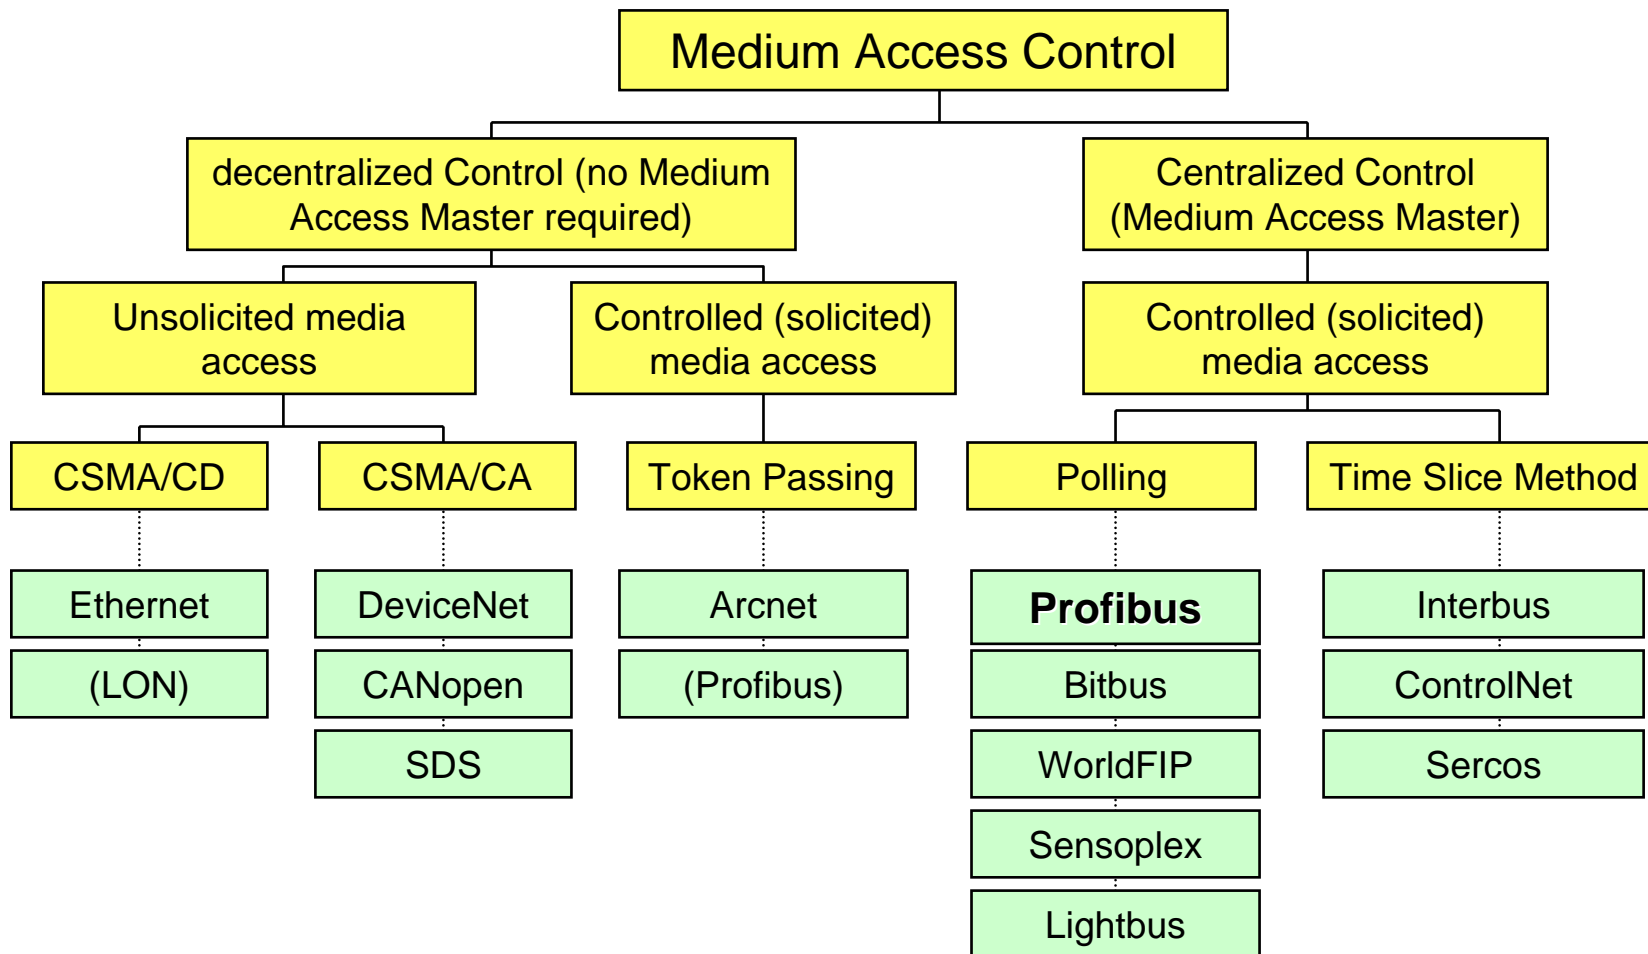 Medium Access Control
decentralized Control (no Medium
Access Master required)
Centralized Control
(Medium Access Master)
Unsolicited media
access
Controlled (solicited)
media access
Controlled (solicited)
media access
CSMA/CD
CSMA/CA
Token Passing
Polling
Time Slice Method
Ethernet
DeviceNet
Arcnet
Profibus
Interbus
(LON)
CANopen
(Profibus)
Bitbus
ControlNet
SDS
WorldFIP
Sercos
Sensoplex
Lightbus